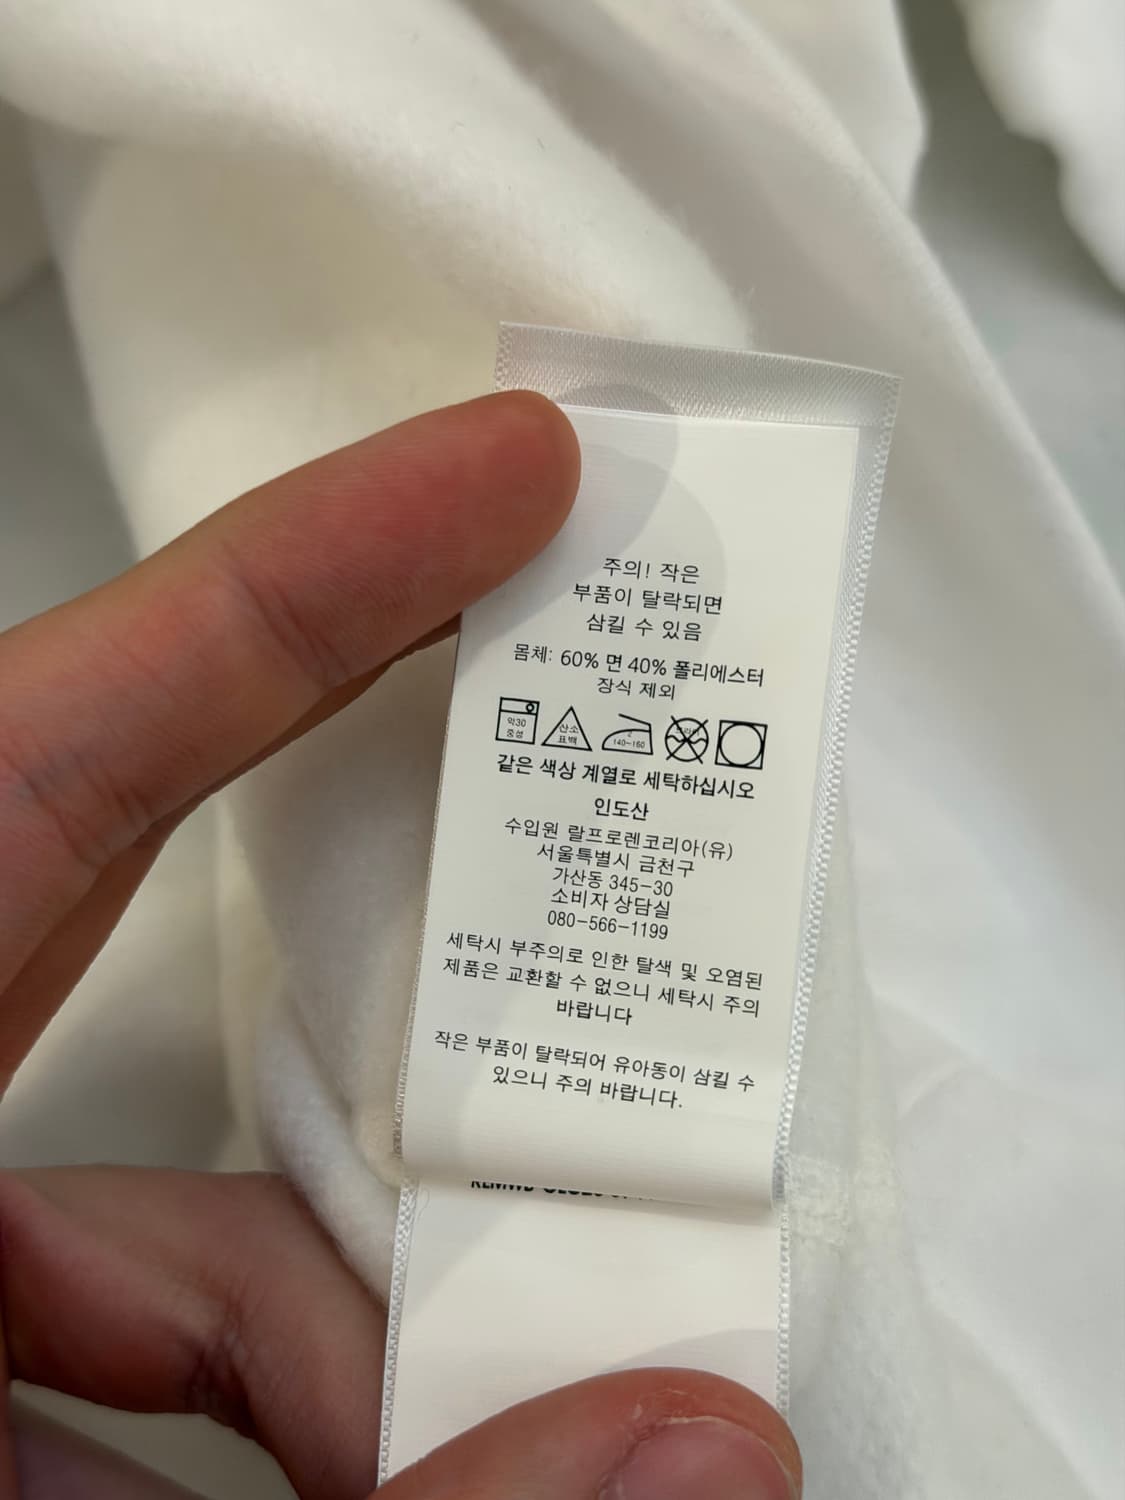 주의! 작은
부품이 탈락되면
삼킬 수 있음
몸체: 60% 면 40% 폴리에스터
장식 제외
약30
중성
산소
표백
2
140~160
같은 색상 계열로 세탁하십시오
인도산
수입원 랄프로렌코리아(유)
서울특별시 금천구
가산동 345-30
소비자 상담실
080-566-1199
세탁시 부주의로 인한 탈색 및 오염된
제품은 교환할 수 없으니 세탁시 주의
바랍니다
작은 부품이 탈락되어 유아동이 삼킬 수
있으니 주의 바랍니다.